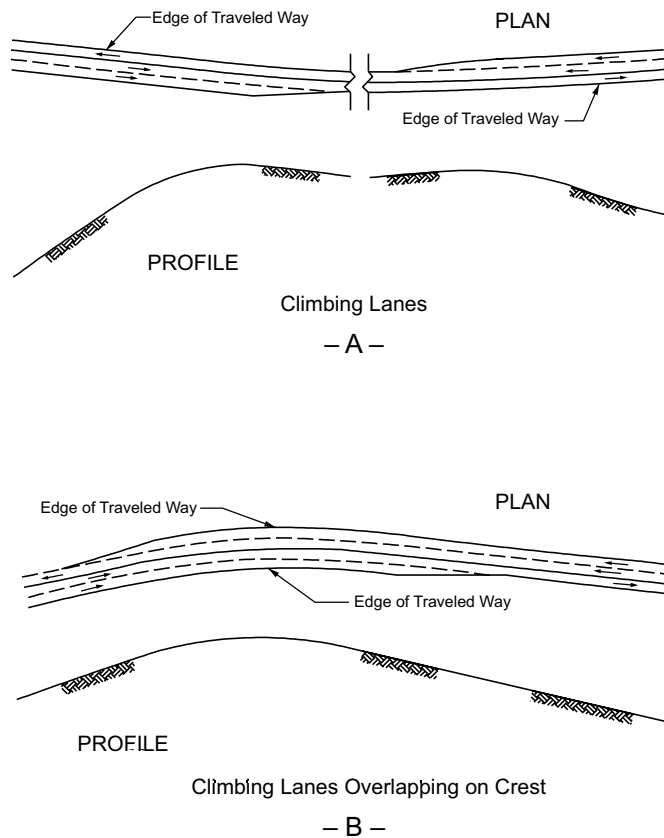 Edge of Traveled Way
PLAN
Edge of Traveled Way
PROFILE
Climbing Lanes
– A –
Edge of Traveled Way
PLAN
Edge of Traveled Way
PROFILE
Climbing Lanes Overlapping on Crest
– B –